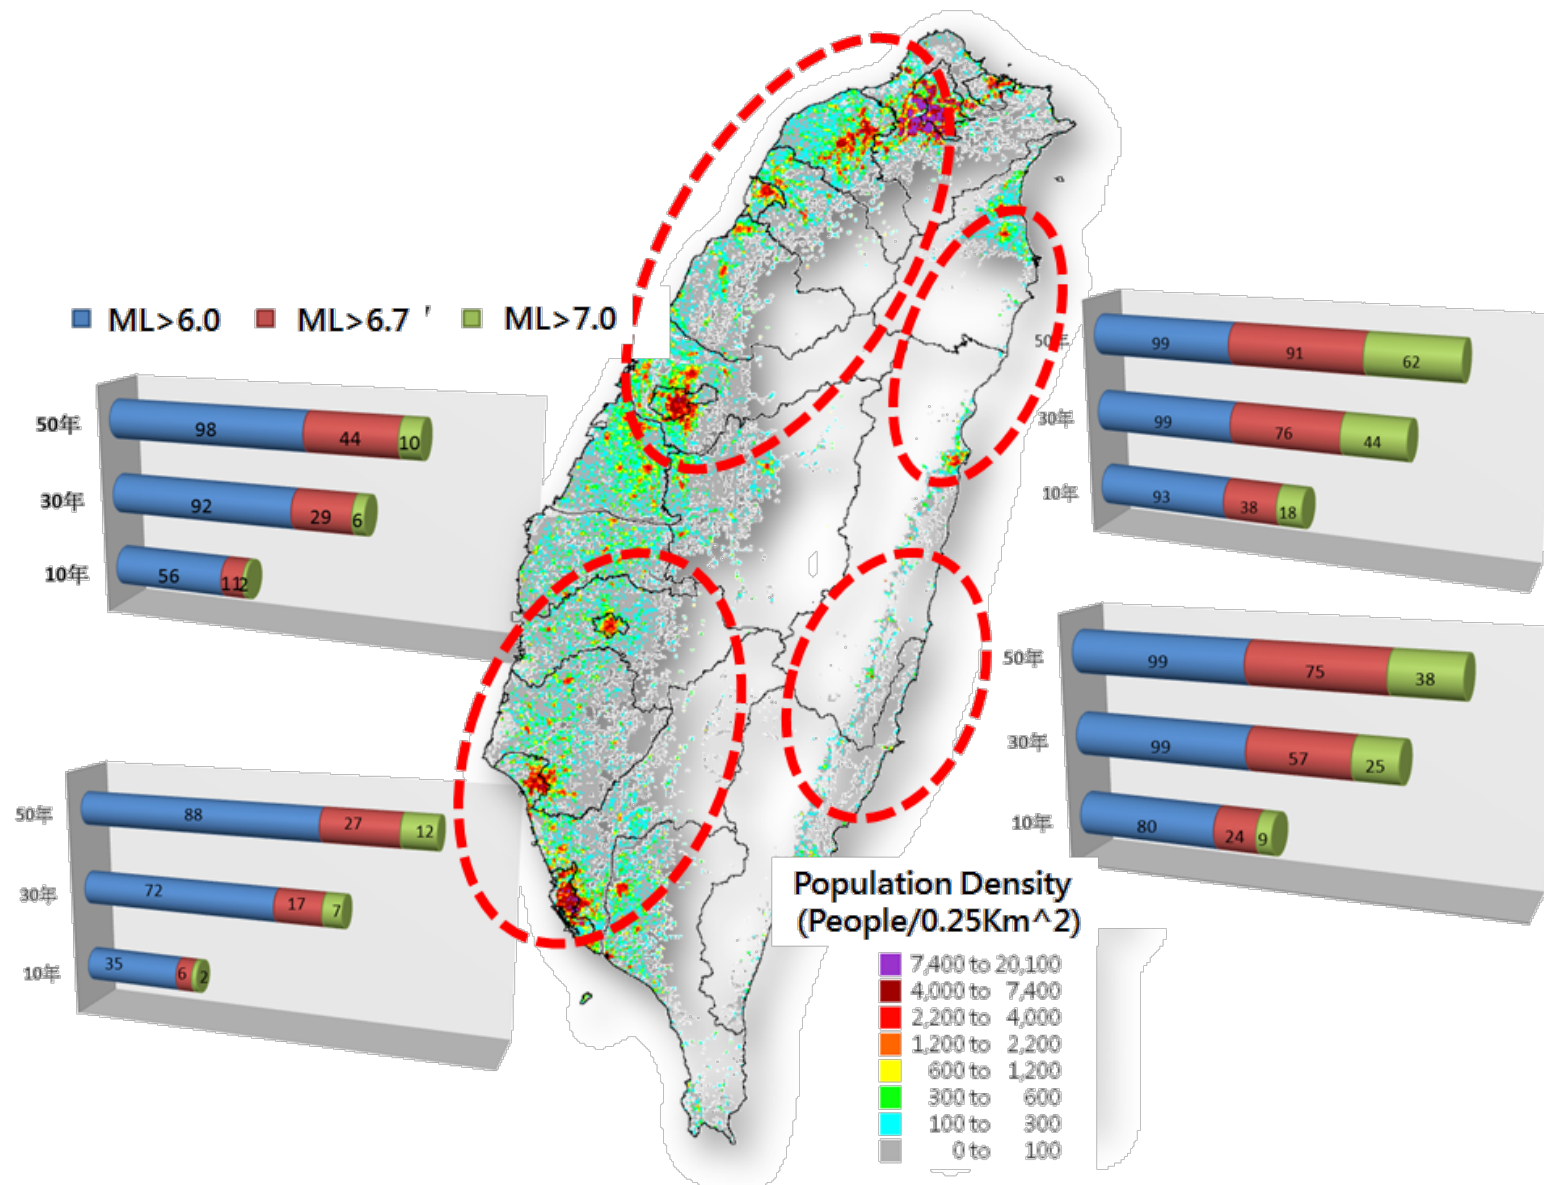 ML>6.0 ML>6.7 ' ML>7.0
50年 98 44 10
30年 92 29 6
10年 56 11 2
50年 99 91 62
30年 99 76 44
10年 93 38 18
50年 88 27 12
30年 72 17 7
10年 35 6 2
50年 99 75 38
30年 99 57 25
10年 80 24 9
Population Density
(People/0.25Km^2)
7,400 to 20,100
4,000 to 7,400
2,200 to 4,000
1,200 to 2,200
600 to 1,200
300 to 600
100 to 300
0 to 100